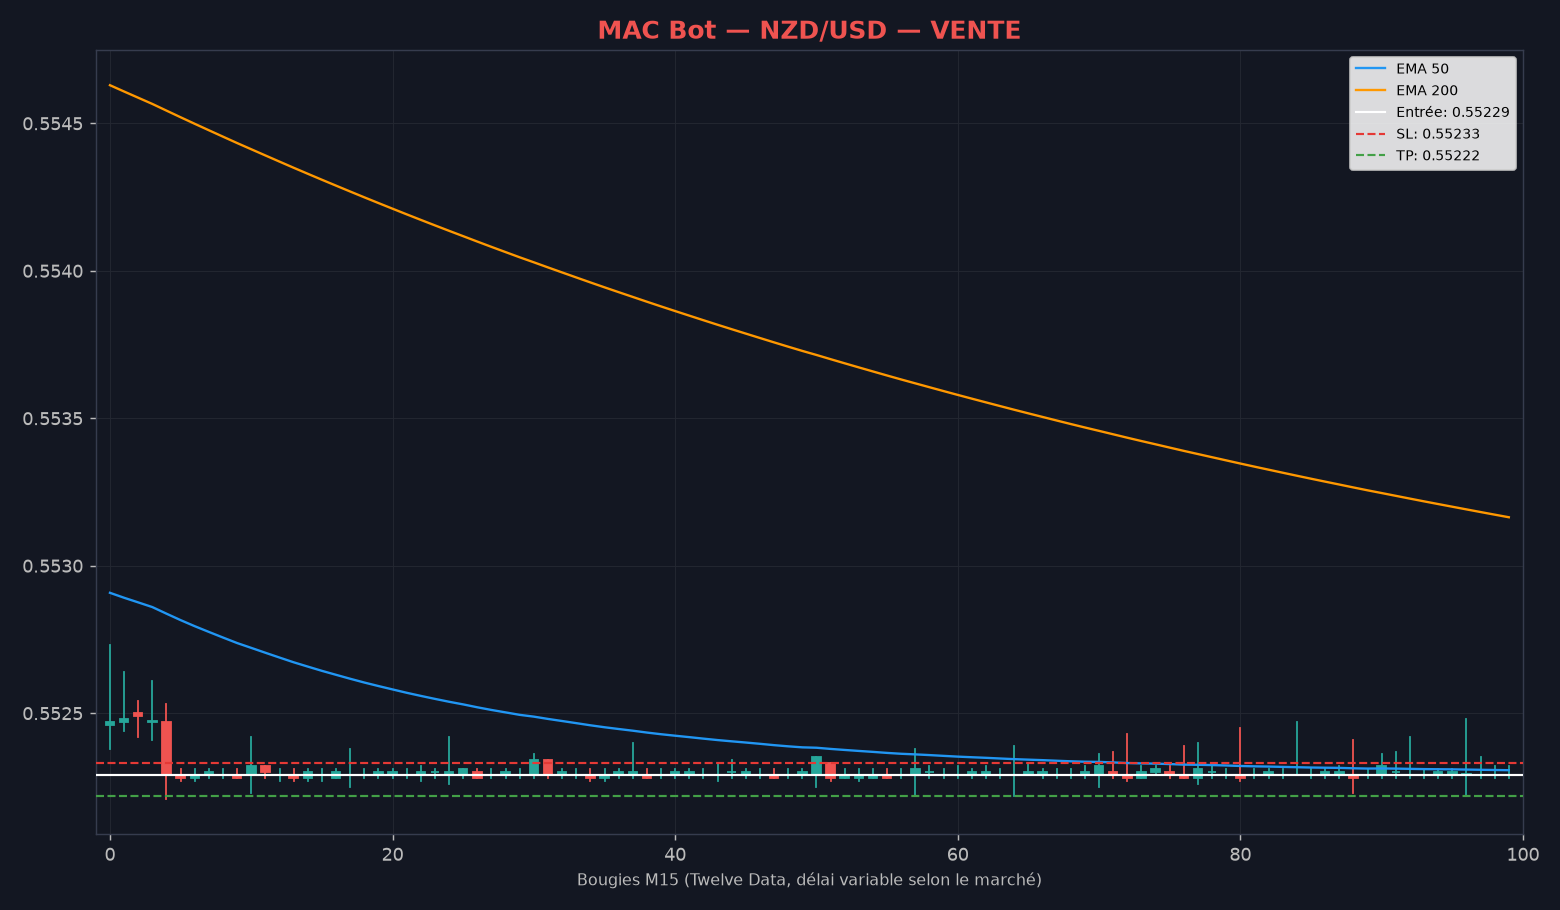 MAC Bot — NZD/USD — VENTE
EMA 50
EMA 200
Entrée: 0.55229
SL: 0.55233
TP: 0.55222
0.5545
0.5540
0.5535
0.5530
0.5525
0 20 40 60 80 100
Bougies M15 (Twelve Data, délai variable selon le marché)